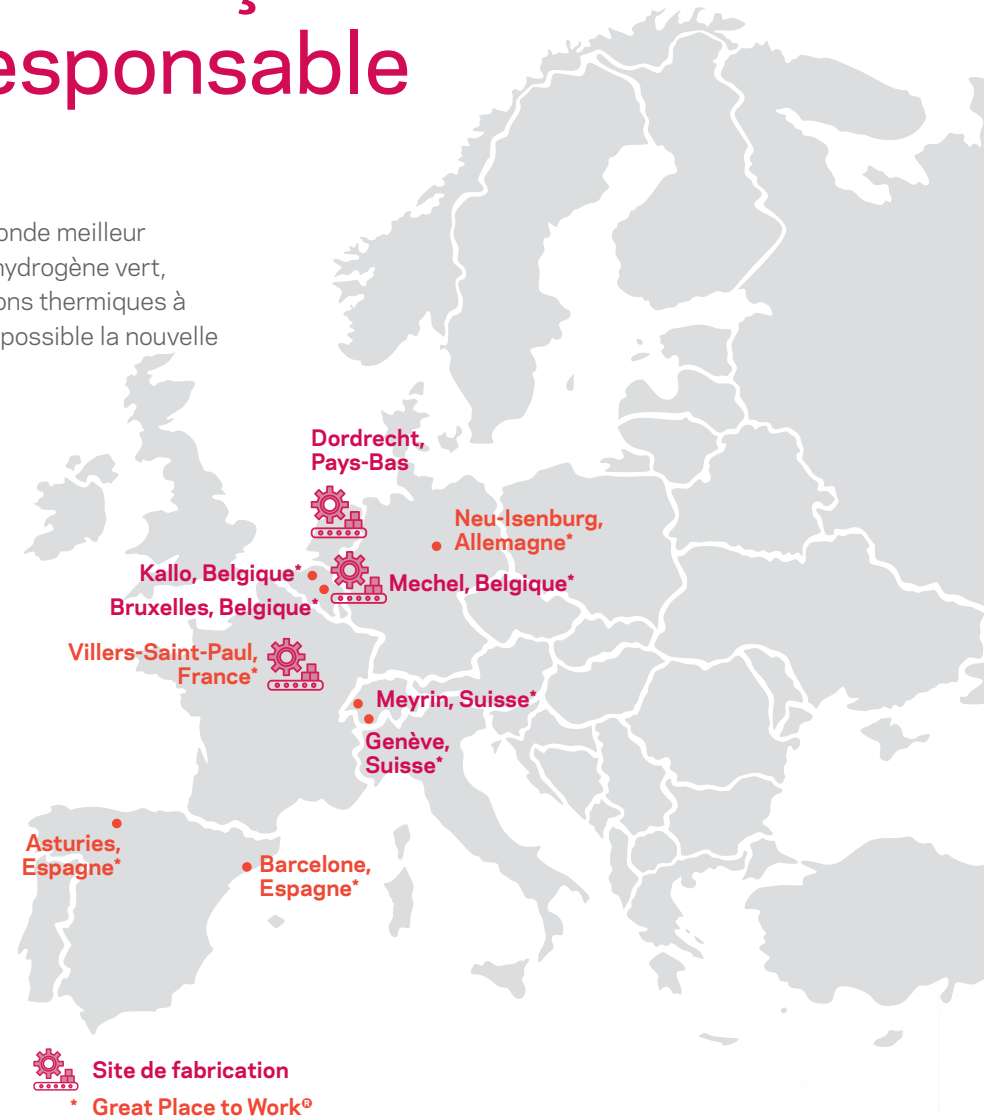 esponsable
onde meilleur
hydrogène vert,
ons thermiques à
possible la nouvelle
Dordrecht,
Pays-Bas
Neu-Isenburg,
Allemagne*
Kallo, Belgique*
Mechel, Belgique*
Bruxelles, Belgique*
Villers-Saint-Paul,
France*
Meyrin, Suisse*
Genève,
Suisse*
Asturies,
Espagne*
Barcelone,
Espagne*
Site de fabrication
* Great Place to Work®